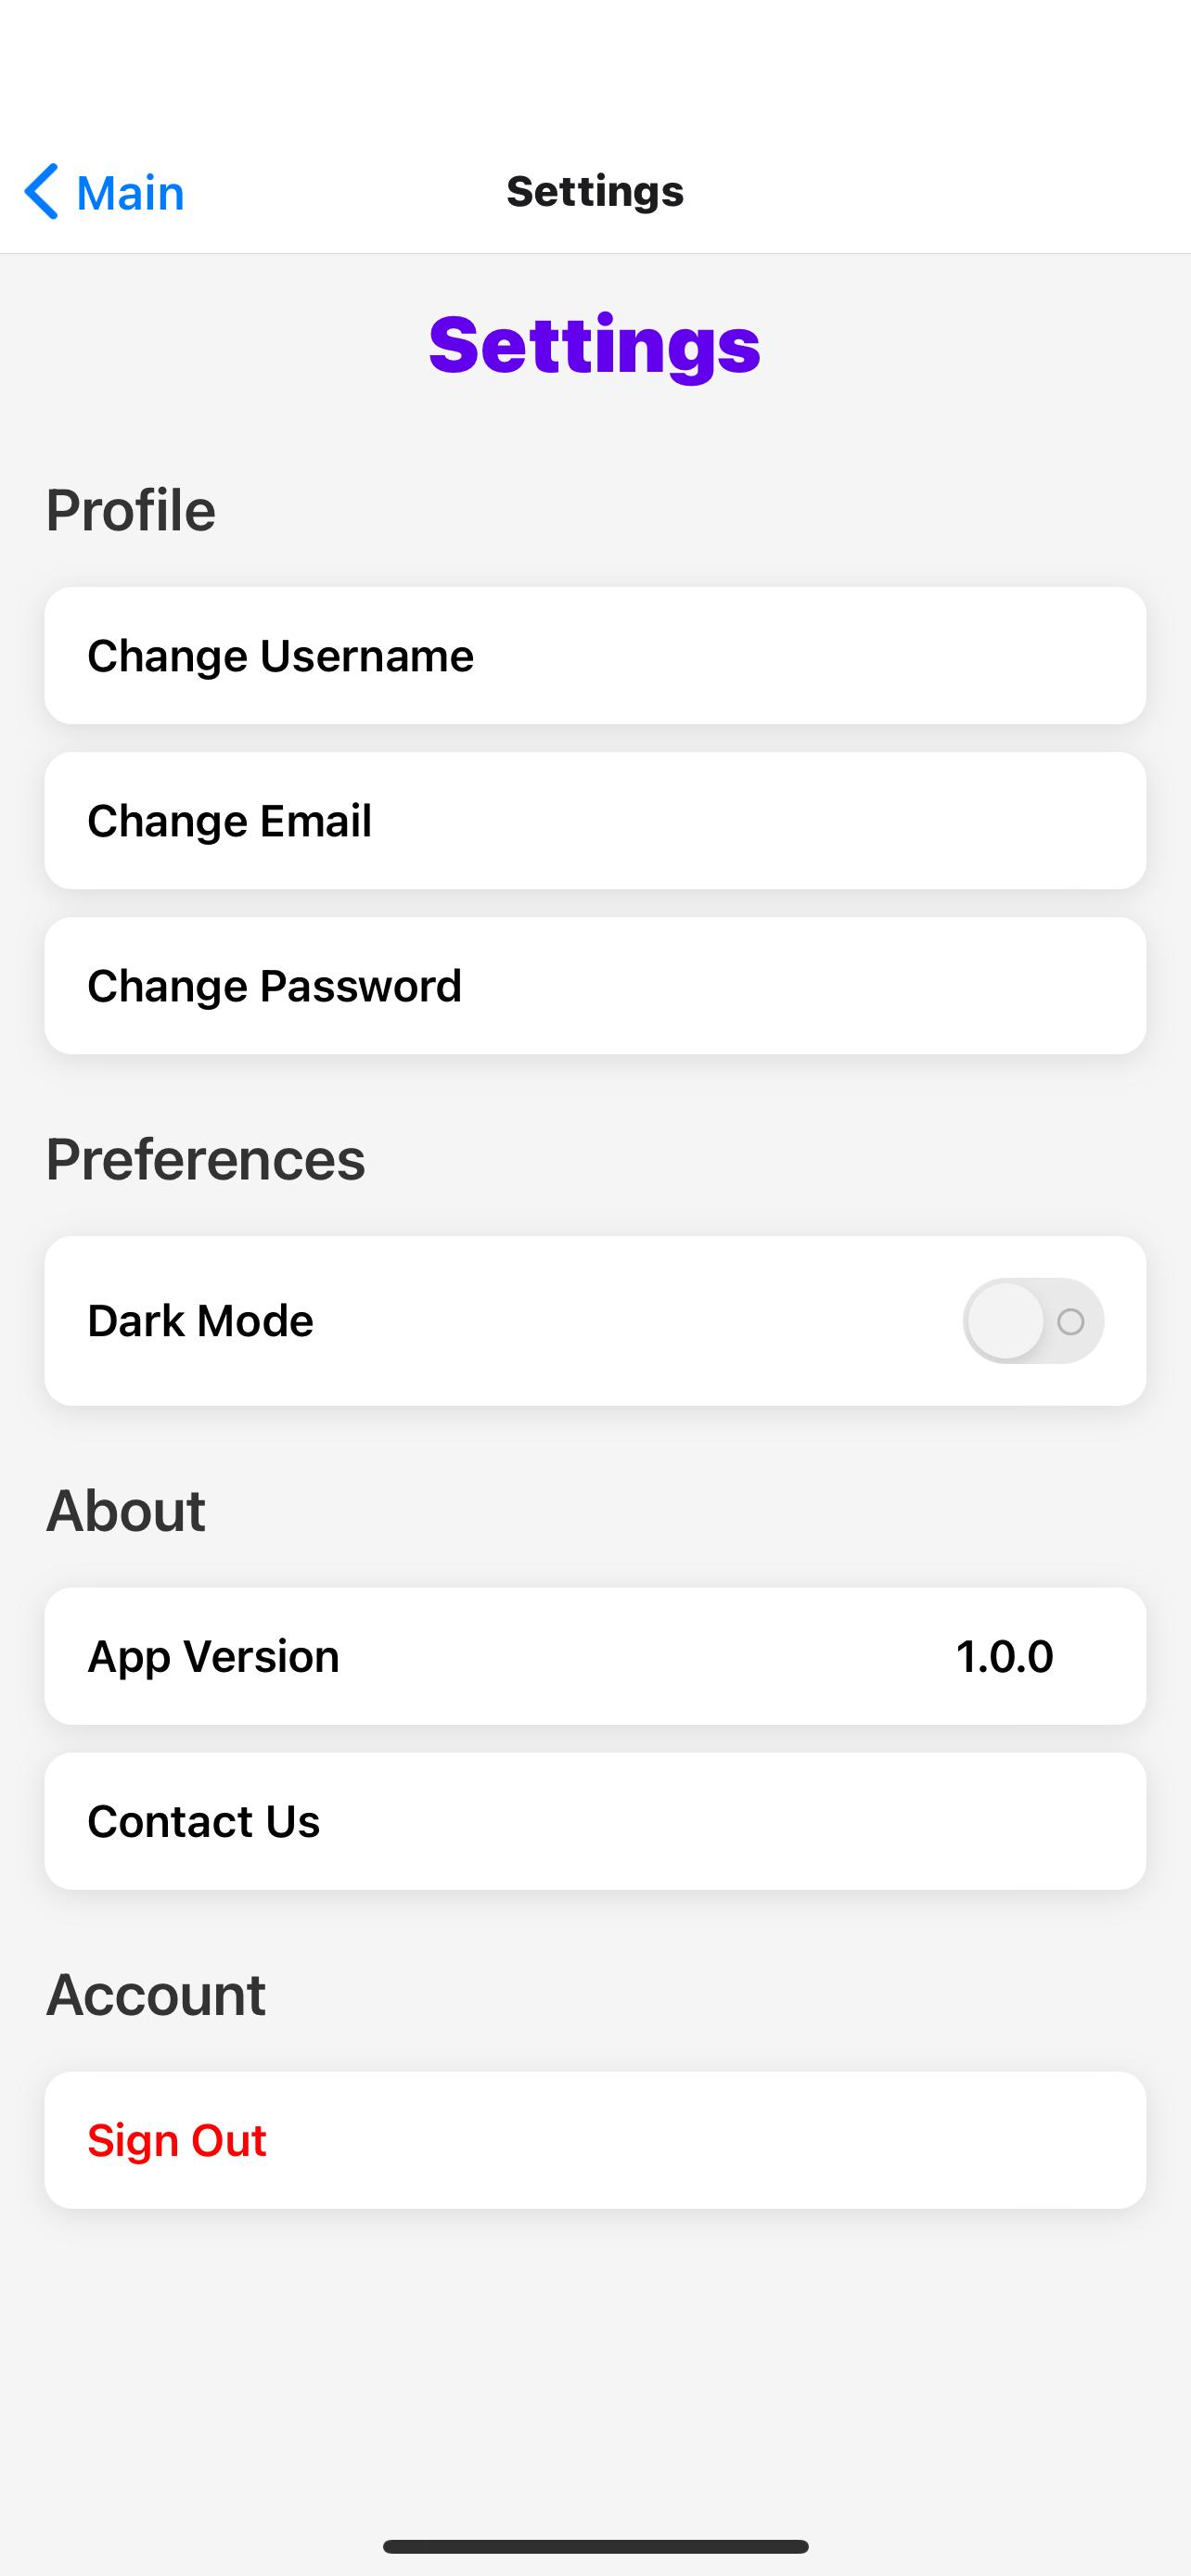 Main
Settings
Settings
Profile
Change Username
Change Email
Change Password
Preferences
Dark Mode
About
App Version 1.0.0
Contact Us
Account
Sign Out